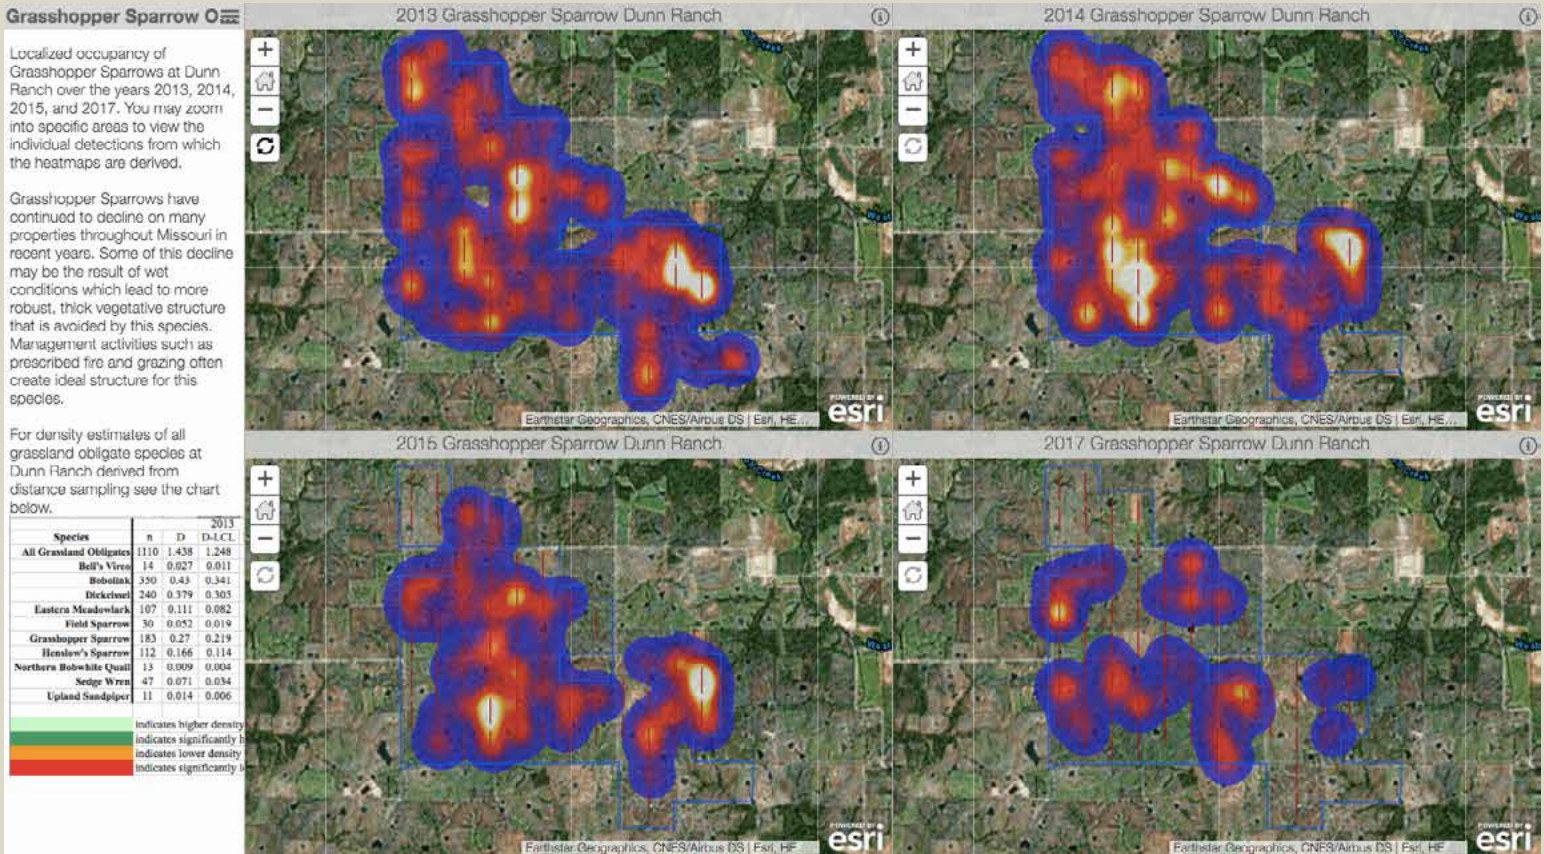 Grasshopper Sparrow O
Localized occupancy of
Grasshopper Sparrows at Dunn
Ranch over the years 2013, 2014,
2015, and 2017. You may zoom
into specific areas to view the
individual detections from which
the heatmaps are derived.
Grasshopper Sparrows have
continued to decline on many
properties throughout Missouri in
recent years. Some of this decline
may be the result of wet
conditions which lead to more
robust, thick vegetative structure
that is avoided by this species.
Management activities such as
prescribed fire and grazing often
create ideal structure for this
species.
For density estimates of all
grassland obligate species at
Dunn Ranch derived from
distance sampling see the chart
below.
2013
Species n D D-LCL
All Grassland Obligates 1110 1.438 1.248
Bell's Vireo 14 0.027 0.011
Bobolink 350 0.43 0.341
Dickcissel 240 0.379 0.303
Eastern Meadowlark 107 0.111 0.082
Field Sparrow 30 0.052 0.019
Grasshopper Sparrow 183 0.27 0.219
Henslow's Sparrow 112 0.166 0.114
Northern Bobwhite Quail 13 0.009 0.004
Sedge Wren 47 0.071 0.034
Upland Sandpiper 11 0.014 0.006
indicates higher density
indicates significantly h
indicates lower density
indicates significantly l
2013 Grasshopper Sparrow Dunn Ranch
+
−
West
POWERED BY
esri
Earthstar Geographics, CNES/Airbus DS | Esri, HE...
2014 Grasshopper Sparrow Dunn Ranch
+
−
West
POWERED BY
esri
Earthstar Geographics, CNES/Airbus DS | Esri, HE...
2015 Grasshopper Sparrow Dunn Ranch
+
−
West
POWERED BY
esri
Earthstar Geographics, CNES/Airbus DS | Esri, HE...
2017 Grasshopper Sparrow Dunn Ranch
+
−
West
POWERED BY
esri
Earthstar Geographics, CNES/Airbus DS | Esri, HE...